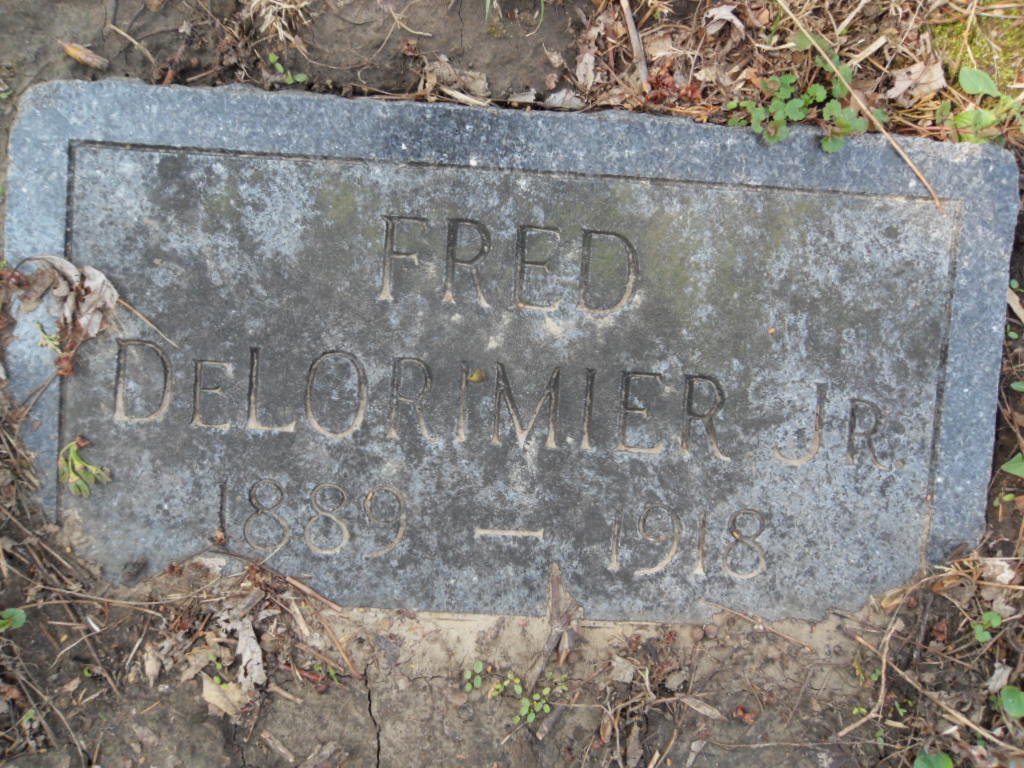 FRED
DELORIMIER JR.
1889 — 1918